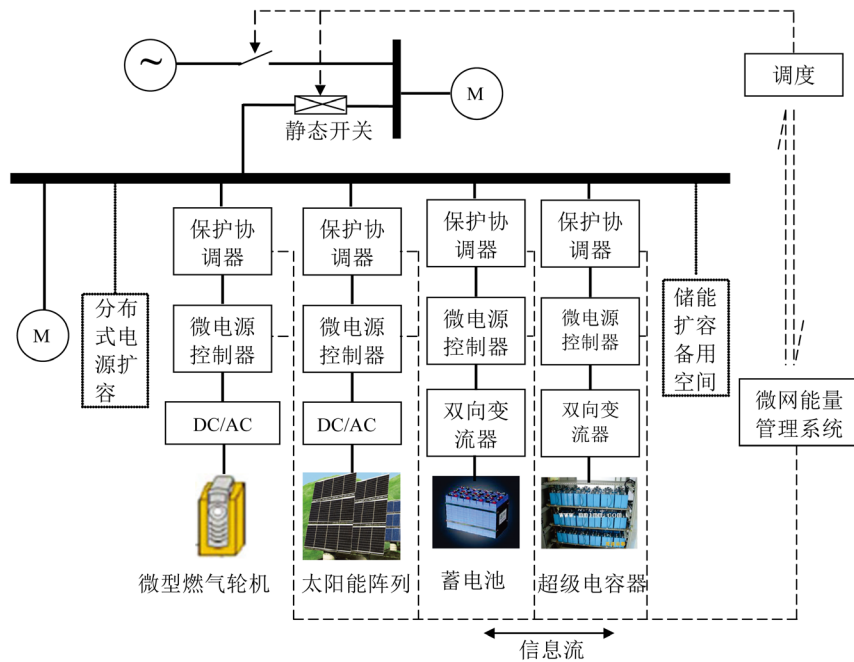 ~
M
调度
静态开关
保护协
调器
保护协
调器
保护协
调器
保护协
调器
M
分布
式电
源扩
容
微电源
控制器
微电源
控制器
微电源
控制器
微电源
控制器
储能
扩容
备用
空间
DC/AC
DC/AC
双向变
流器
双向变
流器
微网能量
管理系统
微型燃气轮机
太阳能阵列
蓄电池
超级电容器
信息流